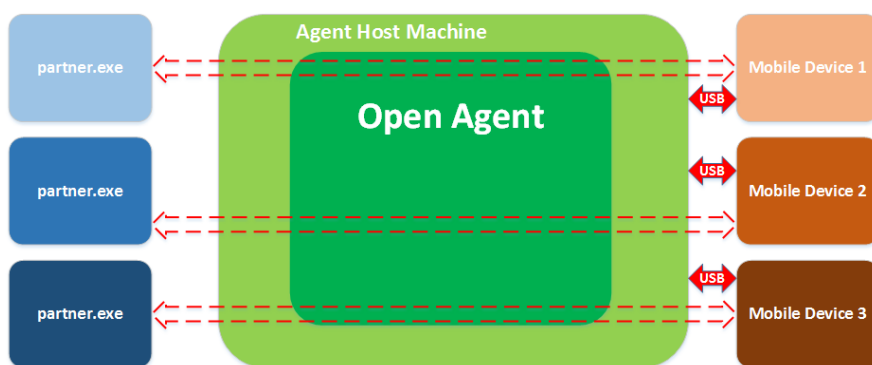 Agent Host Machine
partner.exe
Mobile Device 1
USB
Open Agent
partner.exe
USB
Mobile Device 2
USB
partner.exe
Mobile Device 3